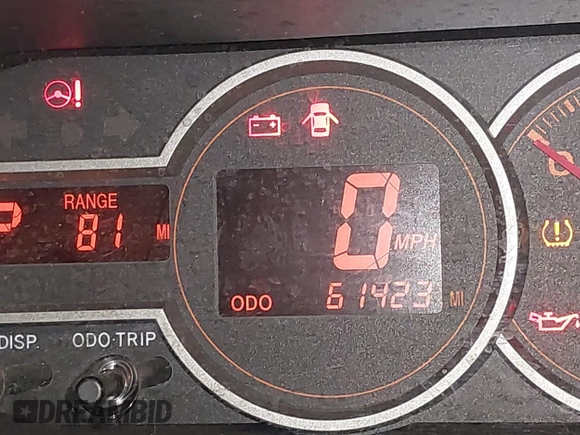 RANGE
P 81 MI
0 MPH
ODO 61423 MI
DISP. ODO·TRIP
DREAMBID